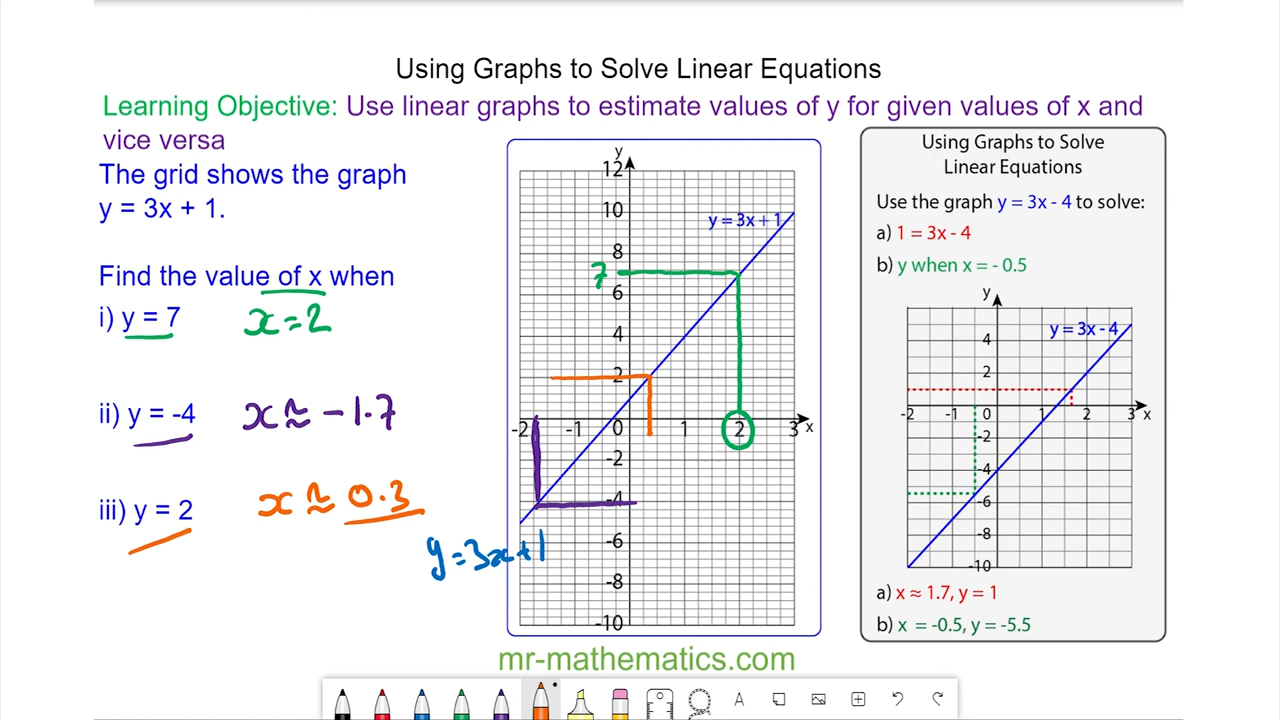 Using Graphs to Solve Linear Equations
Learning Objective: Use linear graphs to estimate values of y for given values of x and
vice versa
The grid shows the graph
y = 3x + 1.
Find the value of x when
i) y = 7 x = 2
ii) y = -4 x ≈ -1.7
iii) y = 2 x ≈ 0.3
y = 3x + 1
y
12
10
y = 3x + 1
8
7
6
4
2
-2 -1 0 1 2 3 x
-2
-4
-6
-8
-10
Using Graphs to Solve
Linear Equations
Use the graph y = 3x - 4 to solve:
a) 1 = 3x - 4
b) y when x = - 0.5
y
y = 3x - 4
4
2
-2 -1 0 1 2 3 x
-2
-4
-6
-8
-10
a) x ≈ 1.7, y = 1
b) x = -0.5, y = -5.5
mr-mathematics.com
A